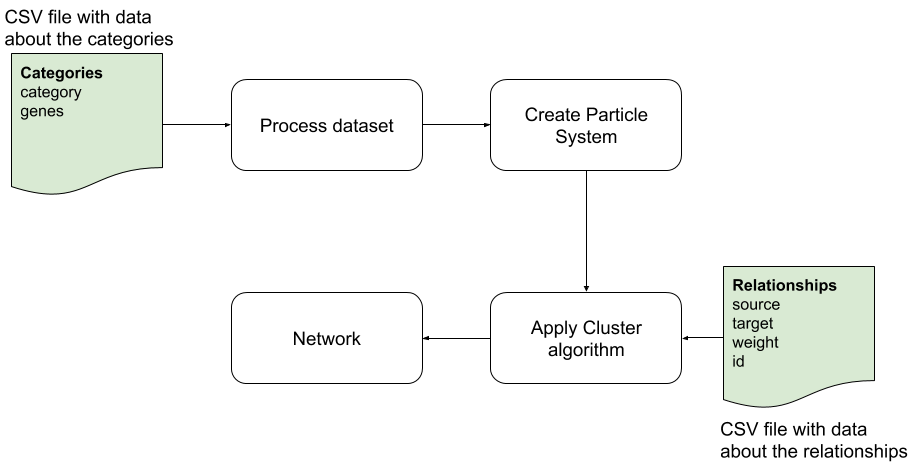 CSV file with data
about the categories
Categories
category
genes
Process dataset
Create Particle
System
Network
Apply Cluster
algorithm
Relationships
source
target
weight
id
CSV file with data
about the relationships